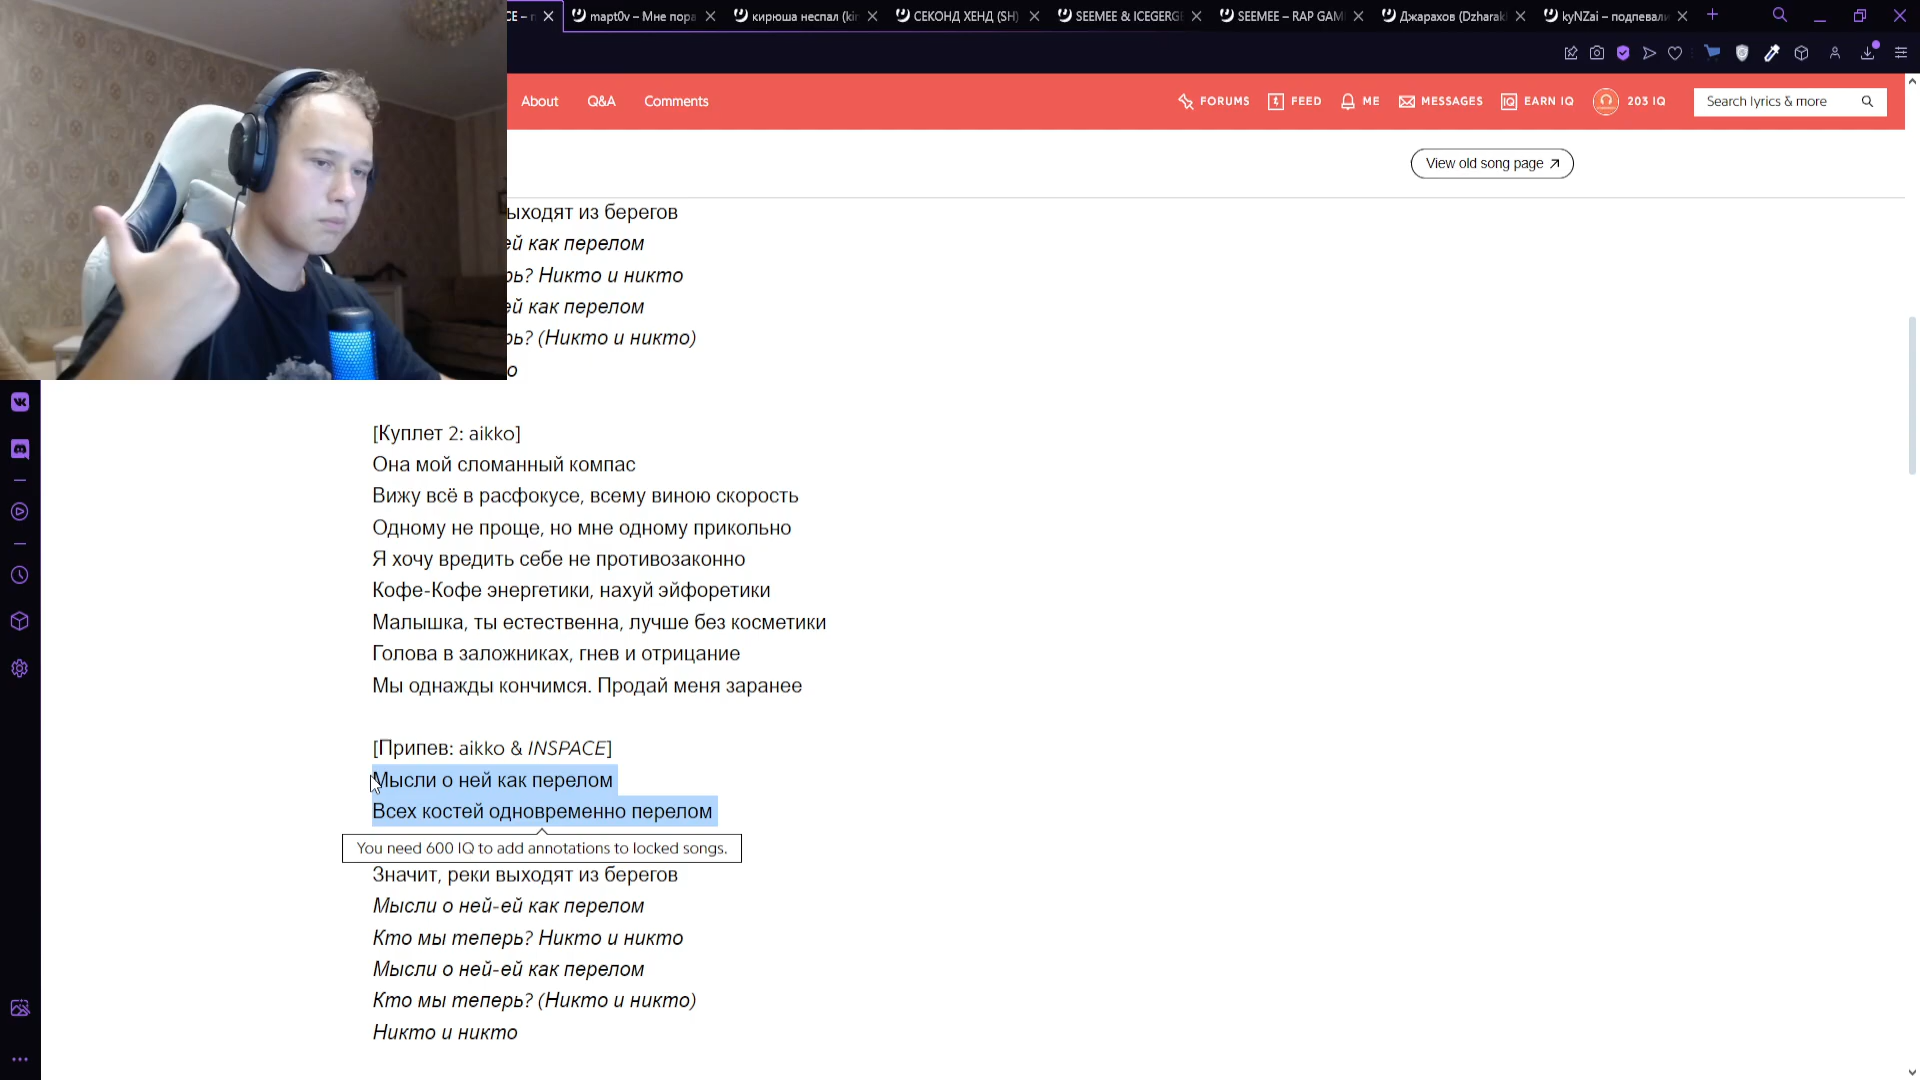 CE – п
mapt0v – Мне пора
кирюша неспал (kir
СЕКОНД ХЕНД (SH)
SEEMEE & ICEGERGE
SEEMEE – RAP GAM
Джарахов (Dzharak
kyNZai – подпевал
About Q&A Comments
FORUMS FEED ME MESSAGES EARN IQ 203 IQ Search lyrics & more
View old song page
ыходят из берегов
ей как перелом
рь? Никто и никто
ей как перелом
рь? (Никто и никто)
о
[Куплет 2: aikko]
Она мой сломанный компас
Вижу всё в расфокусе, всему виною скорость
Одному не проще, но мне одному прикольно
Я хочу вредить себе не противозаконно
Кофе-Кофе энергетики, нахуй эйфоретики
Малышка, ты естественна, лучше без косметики
Голова в заложниках, гнев и отрицание
Мы однажды кончимся. Продай меня заранее
[Припев: aikko & INSPACE]
Мысли о ней как перелом
Всех костей одновременно перелом
You need 600 IQ to add annotations to locked songs.
Значит, реки выходят из берегов
Мысли о ней-ей как перелом
Кто мы теперь? Никто и никто
Мысли о ней-ей как перелом
Кто мы теперь? (Никто и никто)
Никто и никто